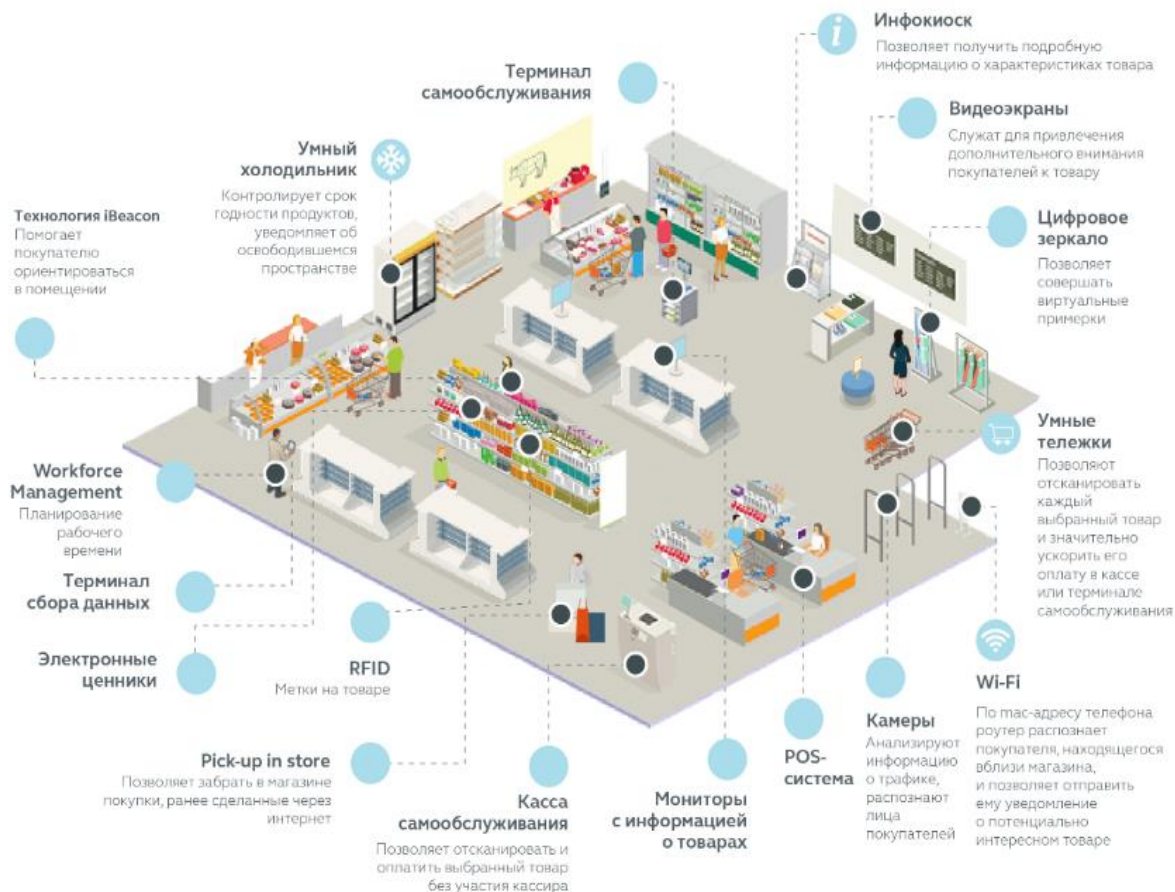 Инфокиоск
Позволяет получить подробную
информацию о характеристиках товара
Терминал
самообслуживания
Видеоэкраны
Служат для привлечения
дополнительного внимания
покупателей к товару
Умный
холодильник
Контролирует срок
годности продуктов,
уведомляет об
освободившемся
пространстве
Технология iBeacon
Помогает
покупателю
ориентироваться
в помещении
Цифровое
зеркало
Позволяет
совершать
виртуальные
примерки
Умные
тележки
Позволяют
отсканировать
каждый
выбранный товар
и значительно
ускорить его
оплату в кассе
или терминале
самообслуживания
Workforce
Management
Планирование
рабочего
времени
Терминал
сбора данных
Электронные
ценники
RFID
Метки на товаре
Pick-up in store
Позволяет забрать в магазине
покупки, ранее сделанные через
интернет
Касса
самообслуживания
Позволяет отсканировать и
оплатить выбранный товар
без участия кассира
Мониторы
с информацией
о товарах
POS-
система
Камеры
Анализируют
информацию
о трафике,
распознают
лица
покупателей
Wi-Fi
По mac-адресу телефона
роутер распознает
покупателя, находящегося
вблизи магазина,
и позволяет отправить
ему уведомление
о потенциально
интересном товаре